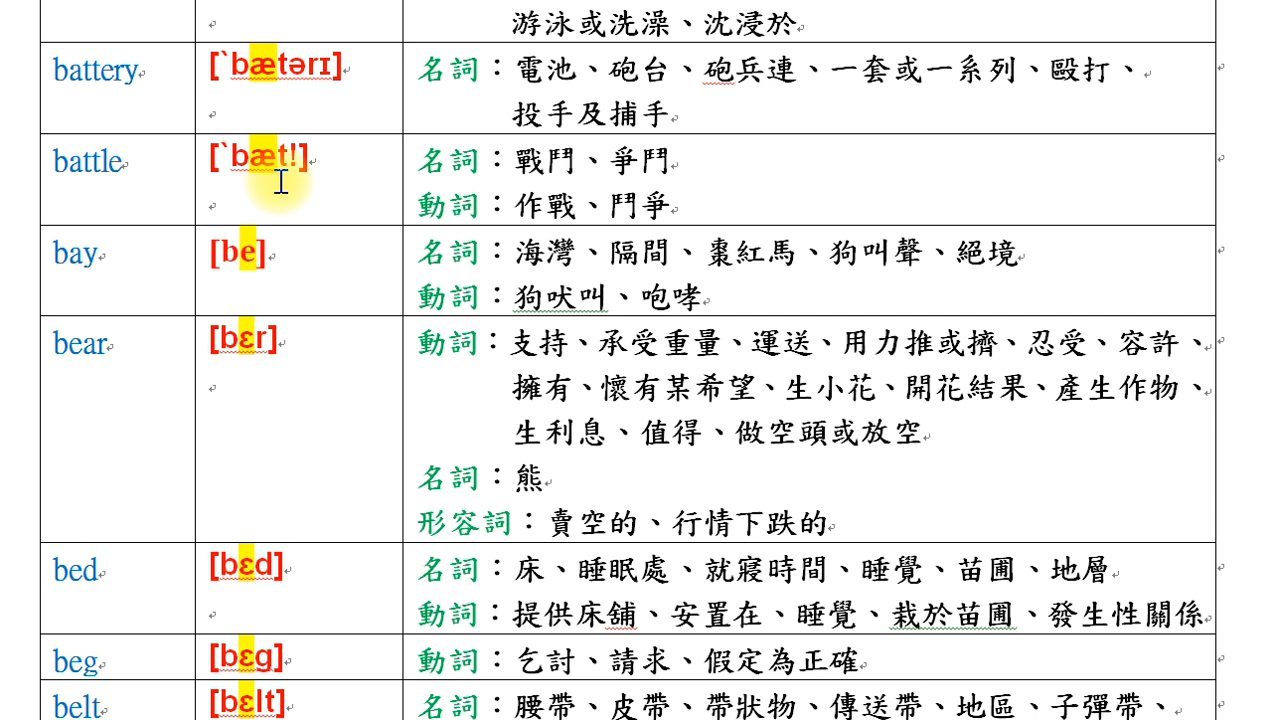 游泳或洗澡、沈浸於
battery [ˋbætərɪ] 名詞：電池、砲台、砲兵連、一套或一系列、毆打、
投手及捕手
battle [ˋbæt!] 名詞：戰鬥、爭鬥
動詞：作戰、鬥爭
bay [be] 名詞：海灣、隔間、棗紅馬、狗叫聲、絕境
動詞：狗吠叫、咆哮
bear [bɛr] 動詞：支持、承受重量、運送、用力推或擠、忍受、容許、
擁有、懷有某希望、生小花、開花結果、產生作物、
生利息、值得、做空頭或放空
名詞：熊
形容詞：賣空的、行情下跌的
bed [bɛd] 名詞：床、睡眠處、就寢時間、睡覺、苗圃、地層
動詞：提供床舖、安置在、睡覺、栽於苗圃、發生性關係
beg [bɛg] 動詞：乞討、請求、假定為正確
belt [bɛlt] 名詞：腰帶、皮帶、帶狀物、傳送帶、地區、子彈帶、